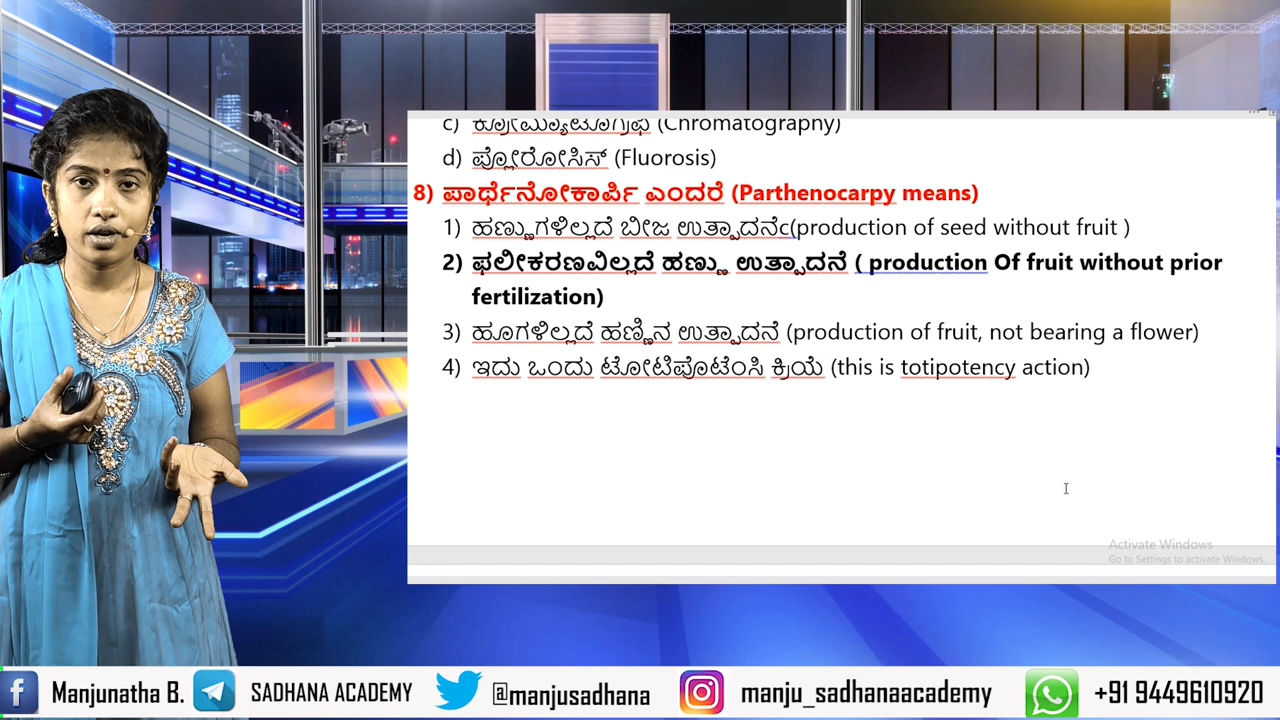 c) ಕ್ರೋಮ್ಯಾಟೊಗ್ರಫಿ (Chromatography)
d) ಪ್ಲೋರೋಸಿಸ್ (Fluorosis)
8) ಪಾರ್ಥೆನೋಕಾರ್ಪಿ ಎಂದರೆ (Parthenocarpy means)
1) ಹಣ್ಣುಗಳಿಲ್ಲದೆ ಬೀಜ ಉತ್ಪಾದನೆc(production of seed without fruit )
2) ಫಲೀಕರಣವಿಲ್ಲದೆ ಹಣ್ಣು ಉತ್ಪಾದನೆ ( production Of fruit without prior
fertilization)
3) ಹೂಗಳಿಲ್ಲದೆ ಹಣ್ಣಿನ ಉತ್ಪಾದನೆ (production of fruit, not bearing a flower)
4) ಇದು ಒಂದು ಟೋಟಿಪೊಟೆಂಸಿ ಕ್ರಿಯೆ (this is totipotency action)
Activate Windows
Go to Settings to activate Windows.
Manjunatha B. SADHANA ACADEMY @manjusadhana manju_sadhanaacademy +91 9449610920